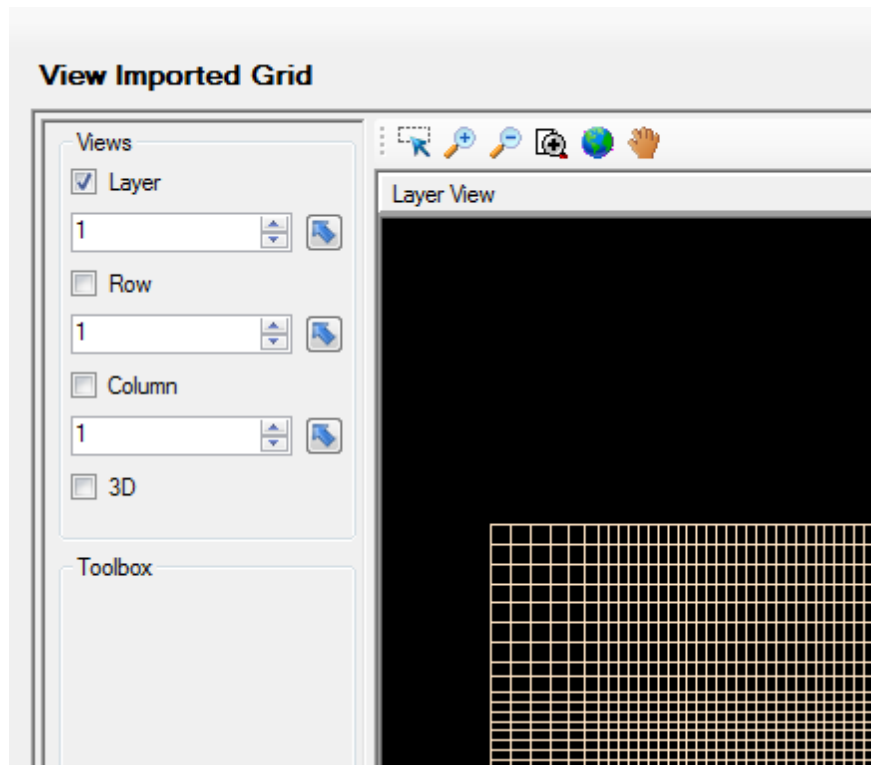 View Imported Grid
Views
Layer
1
Row
1
Column
1
3D
Toolbox
Layer View